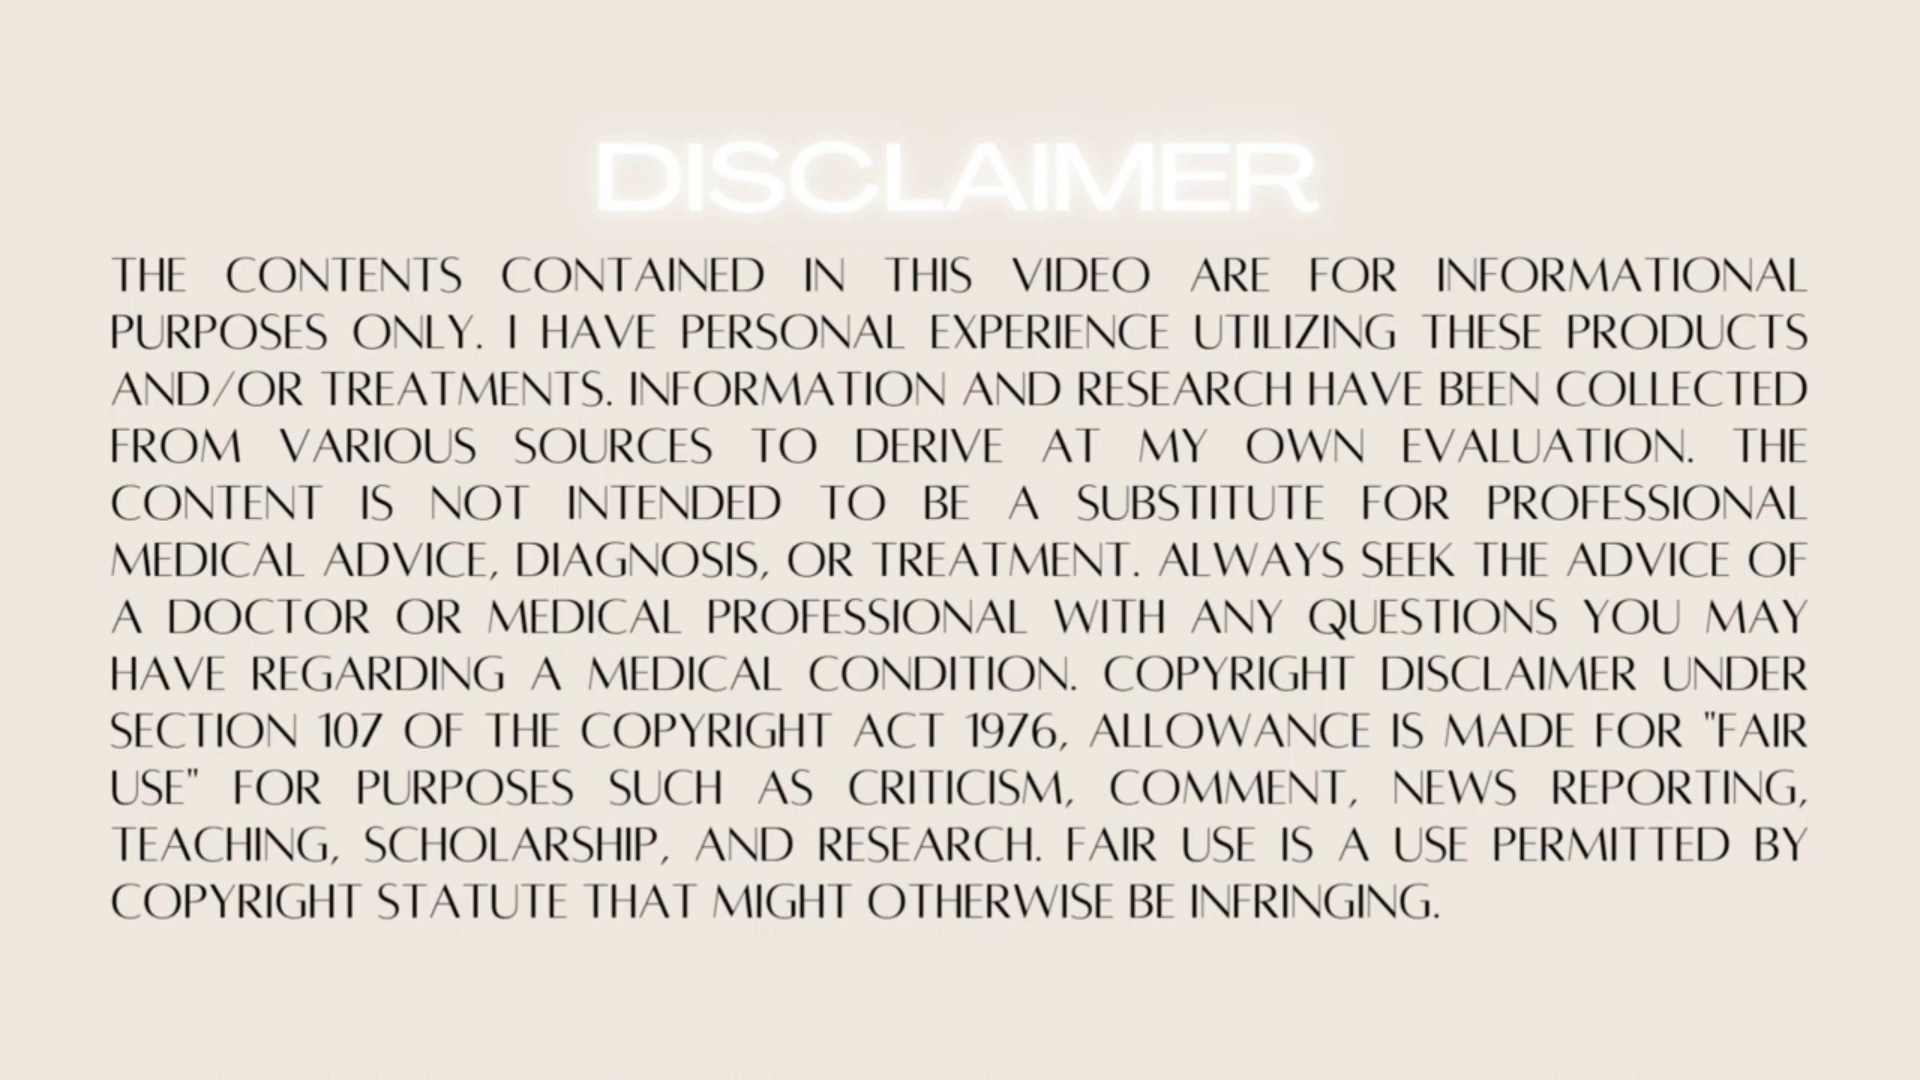 DISCLAIMER
THE CONTENTS CONTAINED IN THIS VIDEO ARE FOR INFORMATIONAL
PURPOSES ONLY. I HAVE PERSONAL EXPERIENCE UTILIZING THESE PRODUCTS
AND/OR TREATMENTS. INFORMATION AND RESEARCH HAVE BEEN COLLECTED
FROM VARIOUS SOURCES TO DERIVE AT MY OWN EVALUATION. THE
CONTENT IS NOT INTENDED TO BE A SUBSTITUTE FOR PROFESSIONAL
MEDICAL ADVICE, DIAGNOSIS, OR TREATMENT. ALWAYS SEEK THE ADVICE OF
A DOCTOR OR MEDICAL PROFESSIONAL WITH ANY QUESTIONS YOU MAY
HAVE REGARDING A MEDICAL CONDITION. COPYRIGHT DISCLAIMER UNDER
SECTION 107 OF THE COPYRIGHT ACT 1976, ALLOWANCE IS MADE FOR "FAIR
USE" FOR PURPOSES SUCH AS CRITICISM, COMMENT, NEWS REPORTING,
TEACHING, SCHOLARSHIP, AND RESEARCH. FAIR USE IS A USE PERMITTED BY
COPYRIGHT STATUTE THAT MIGHT OTHERWISE BE INFRINGING.